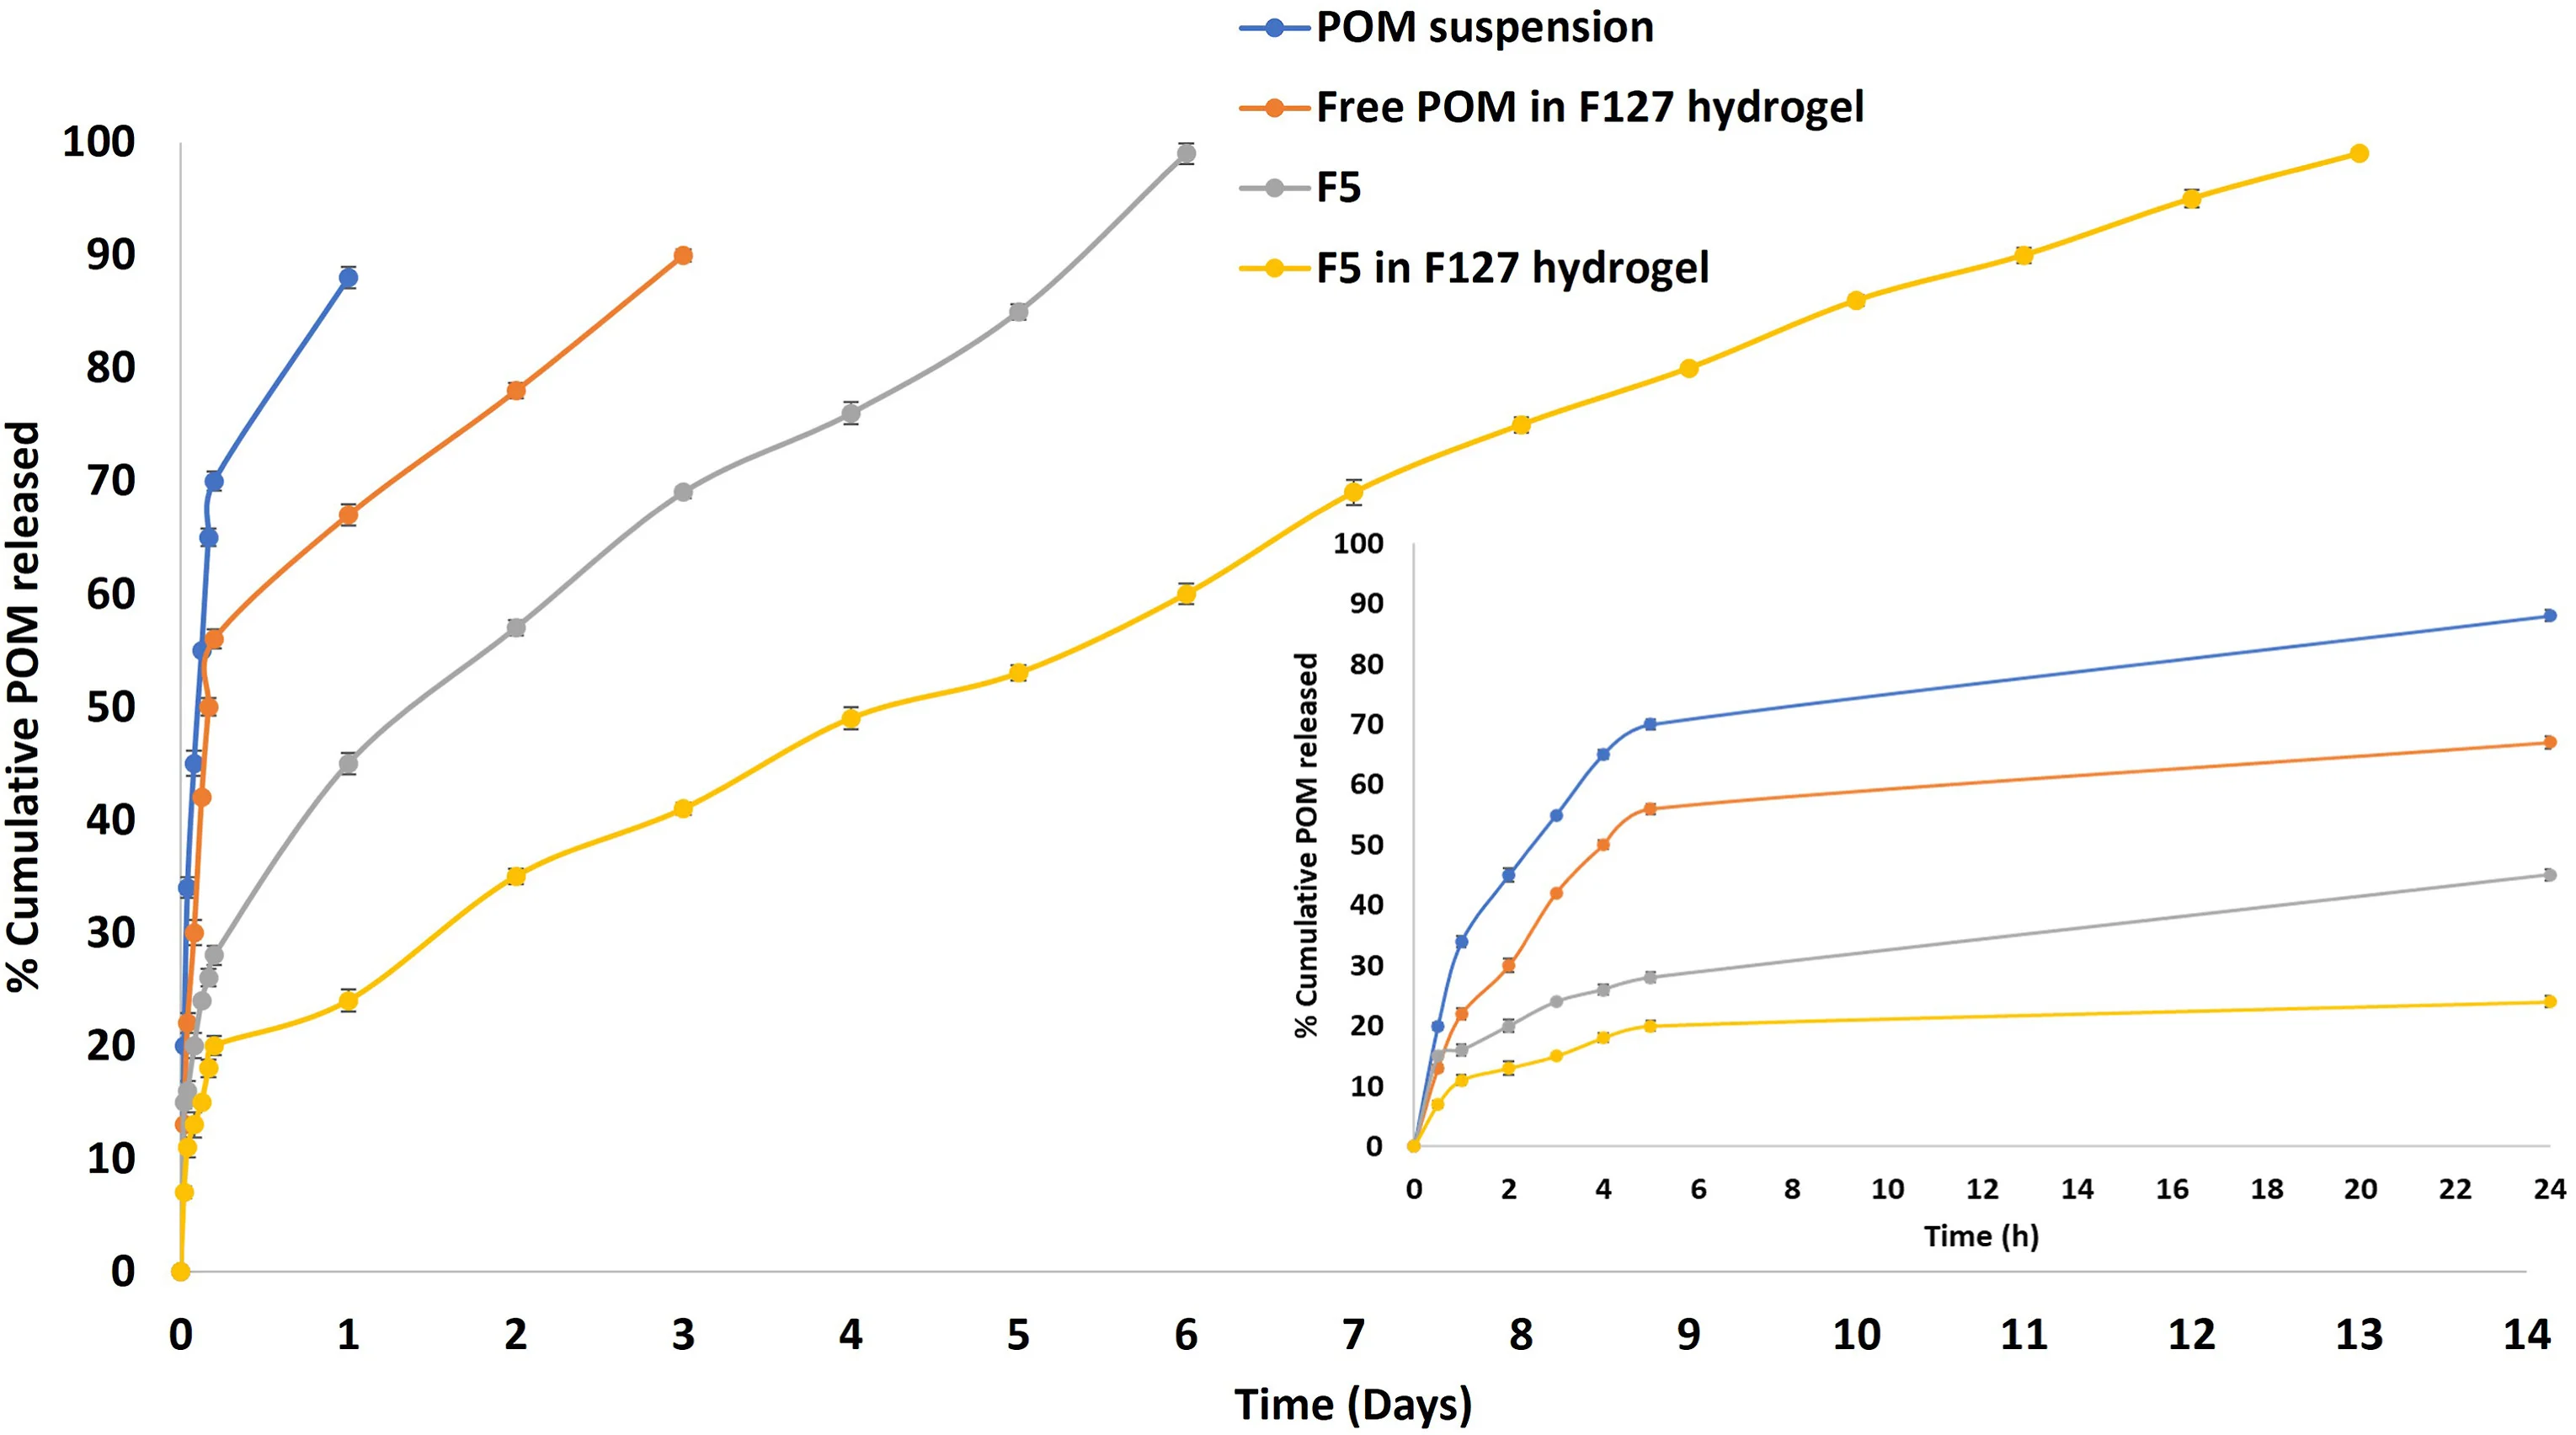 POM suspension
Free POM in F127 hydrogel
F5
F5 in F127 hydrogel
% Cumulative POM released
100
90
80
70
60
50
40
30
20
10
0
0 1 2 3 4 5 6 7 8 9 10 11 12 13 14
Time (Days)
% Cumulative POM released
100
90
80
70
60
50
40
30
20
10
0
0 2 4 6 8 10 12 14 16 18 20 22 24
Time (h)